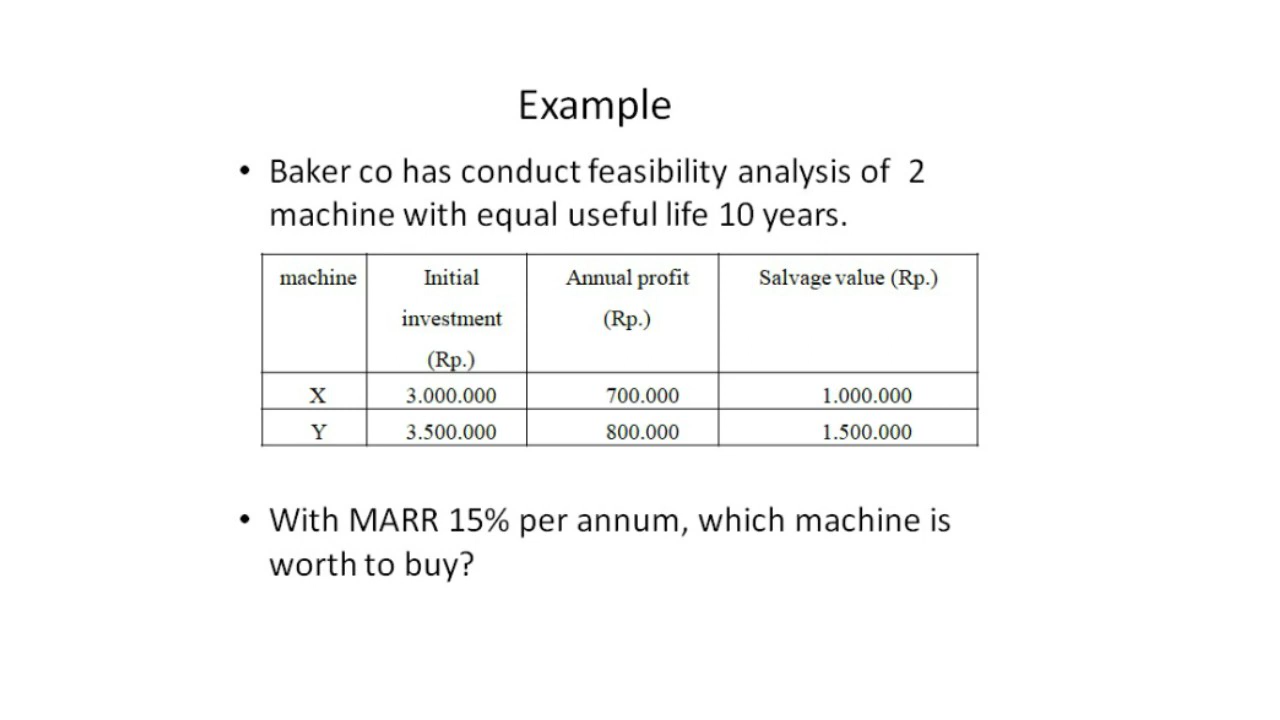 Example
• Baker co has conduct feasibility analysis of 2
machine with equal useful life 10 years.
machine Initial investment (Rp.) Annual profit (Rp.) Salvage value (Rp.)
X 3.000.000 700.000 1.000.000
Y 3.500.000 800.000 1.500.000
• With MARR 15% per annum, which machine is
worth to buy?